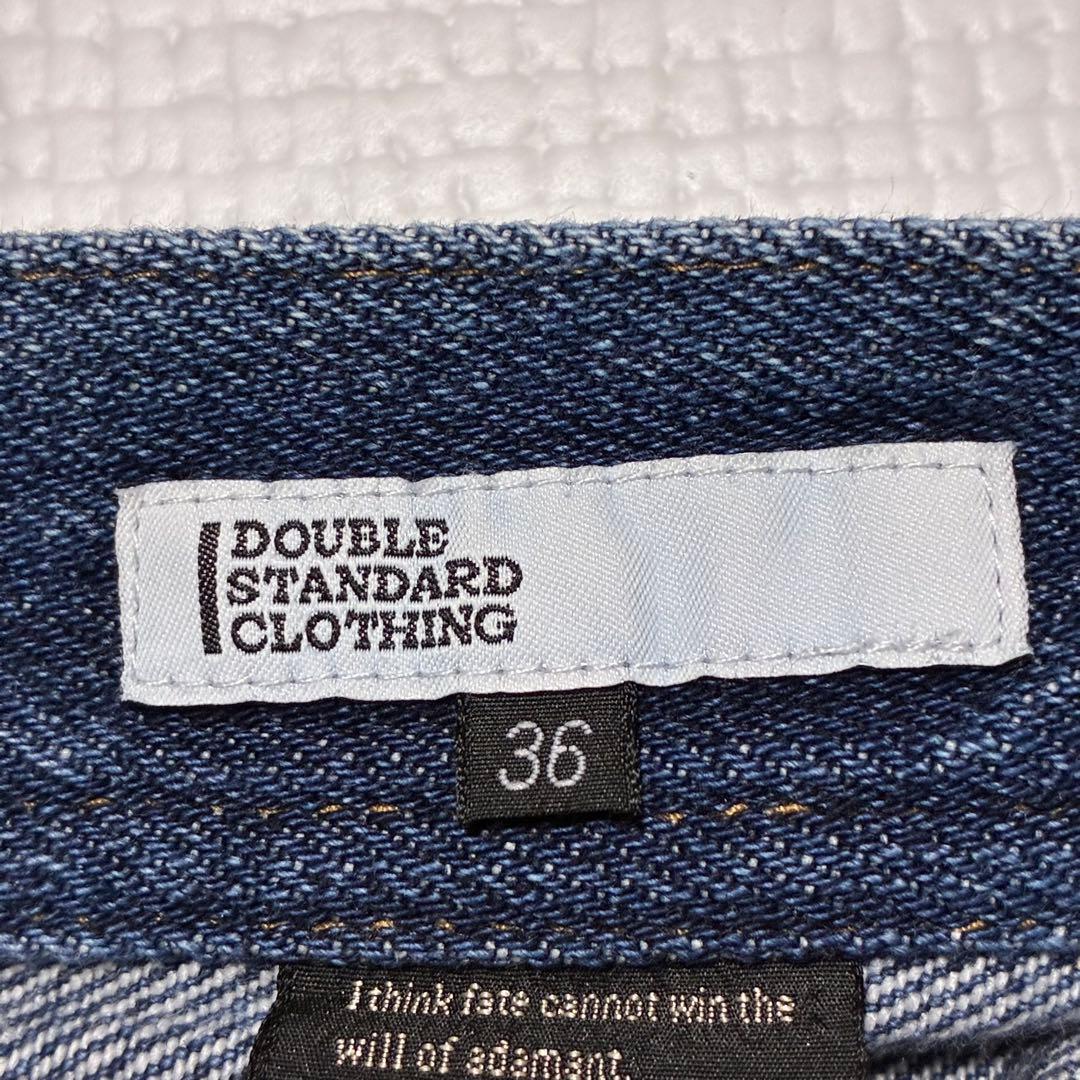 DOUBLE
STANDARD
CLOTHING
36
I think fate cannot win the
will of adamant.